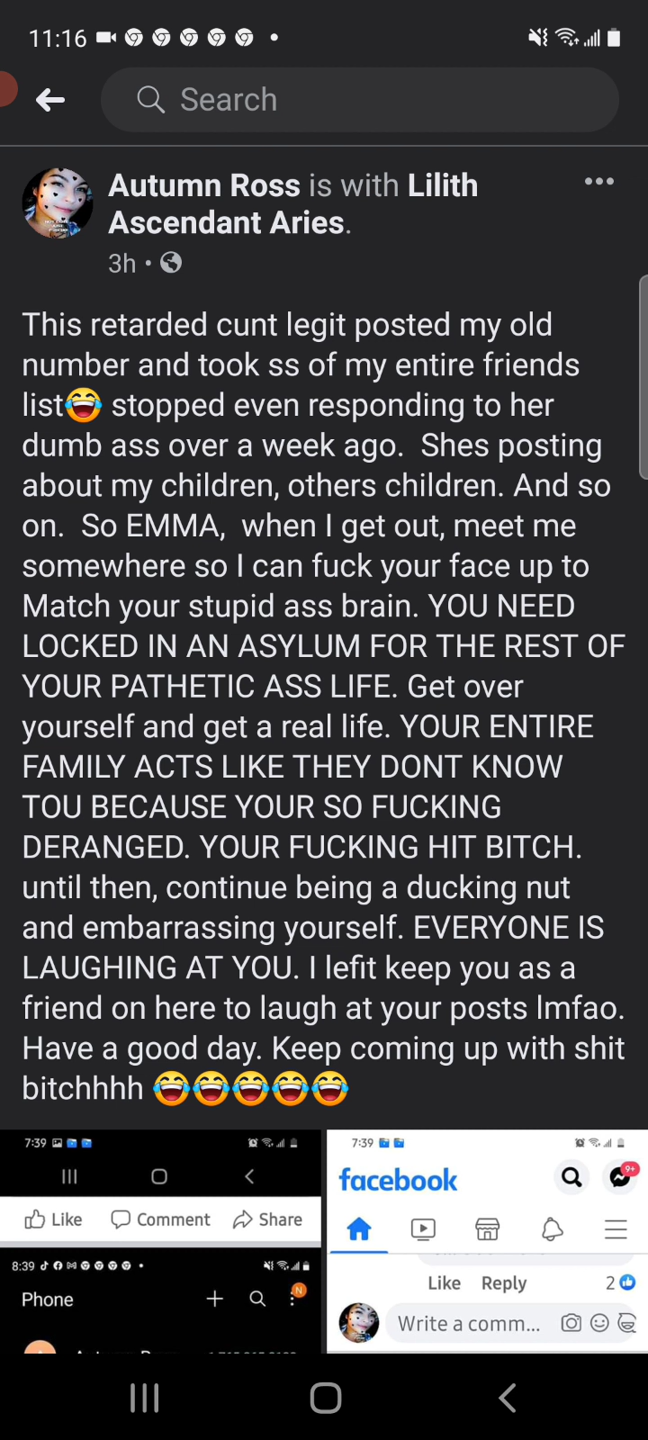 11:16
Search
Autumn Ross is with Lilith
Ascendant Aries.
3h •
This retarded cunt legit posted my old
number and took ss of my entire friends
list😂 stopped even responding to her
dumb ass over a week ago.  Shes posting
about my children, others children. And so
on.  So EMMA,  when I get out, meet me
somewhere so I can fuck your face up to
Match your stupid ass brain. YOU NEED
LOCKED IN AN ASYLUM FOR THE REST OF
YOUR PATHETIC ASS LIFE. Get over
yourself and get a real life. YOUR ENTIRE
FAMILY ACTS LIKE THEY DONT KNOW
TOU BECAUSE YOUR SO FUCKING
DERANGED. YOUR FUCKING HIT BITCH.
until then, continue being a ducking nut
and embarrassing yourself. EVERYONE IS
LAUGHING AT YOU. I lefit keep you as a
friend on here to laugh at your posts lmfao.
Have a good day. Keep coming up with shit
bitchhhh 😂😂😂😂😂
7:39
Like Comment Share
8:39
Phone
N
7:39
facebook
9+
Like Reply 2
Write a comm...